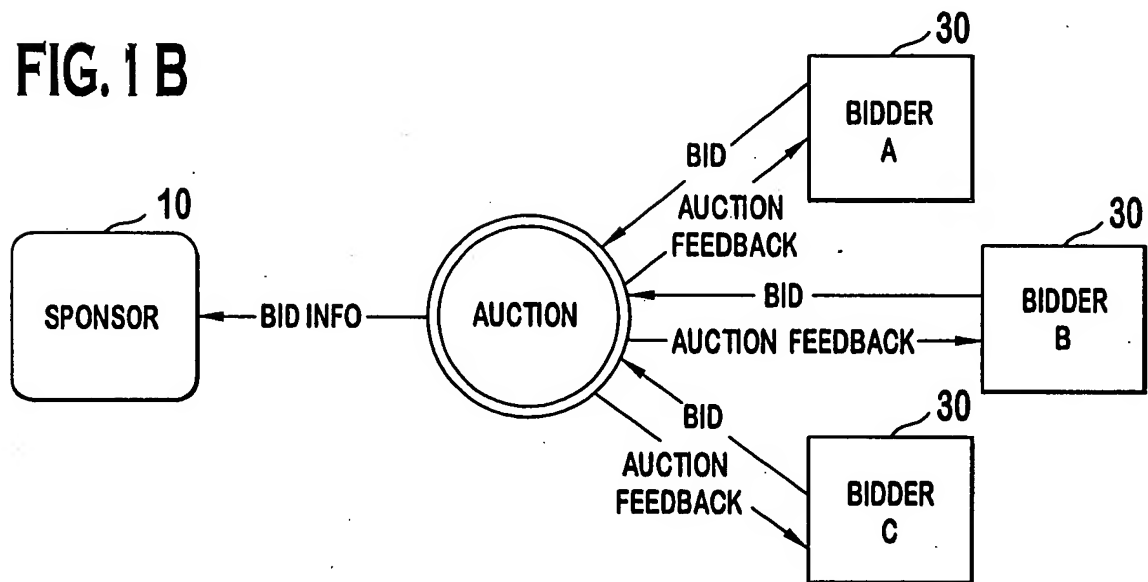 FIG. 1 B
30
BIDDER
A
BID
AUCTION
FEEDBACK
10
SPONSOR
BID INFO
AUCTION
30
BID
BIDDER
B
AUCTION FEEDBACK
30
BID
AUCTION
FEEDBACK
BIDDER
C